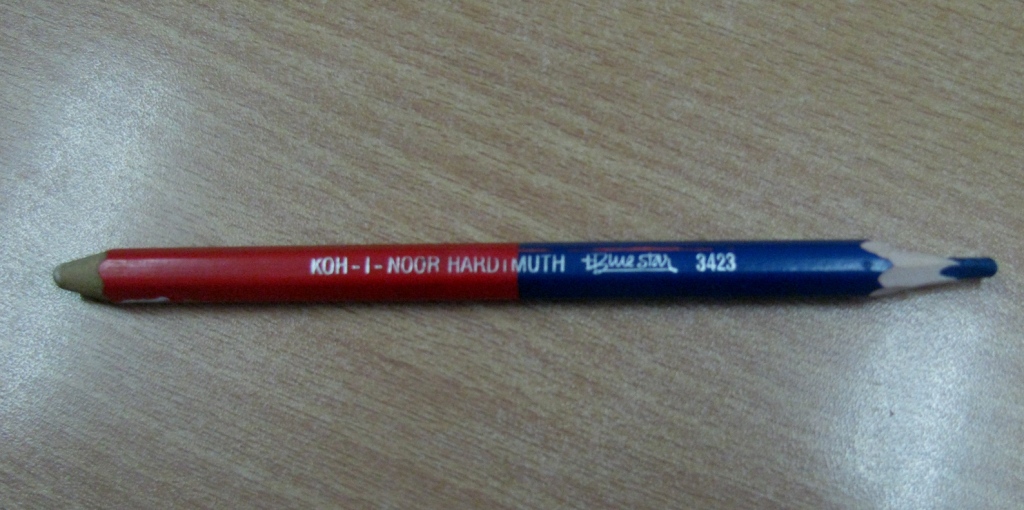 KOH-I-NOOR HARDTMUTH Blue star 3423